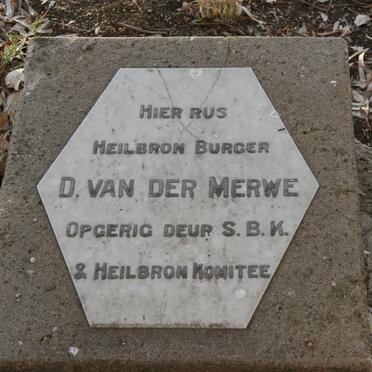 Hier rus
Heilbron Burger
D. van der Merwe
Opgerig deur S.B.K.
& Heilbron Komitee